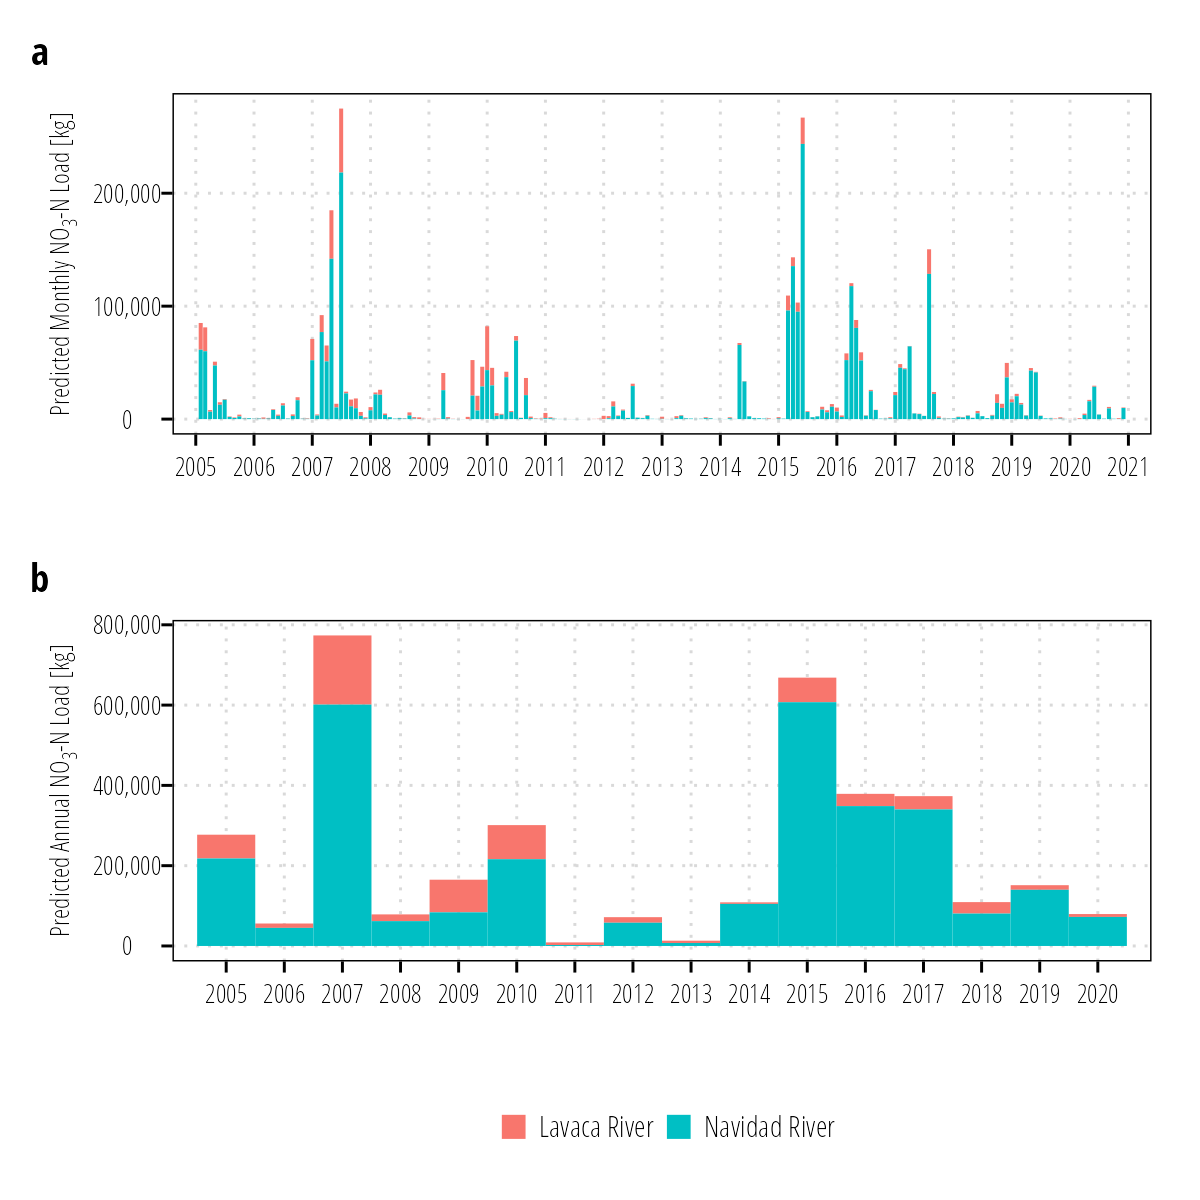 a
Predicted Monthly NO3-N Load [kg]
200,000
100,000
0
2005 2006 2007 2008 2009 2010 2011 2012 2013 2014 2015 2016 2017 2018 2019 2020 2021
b
Predicted Annual NO3-N Load [kg]
800,000
600,000
400,000
200,000
0
2005 2006 2007 2008 2009 2010 2011 2012 2013 2014 2015 2016 2017 2018 2019 2020
Lavaca River Navidad River